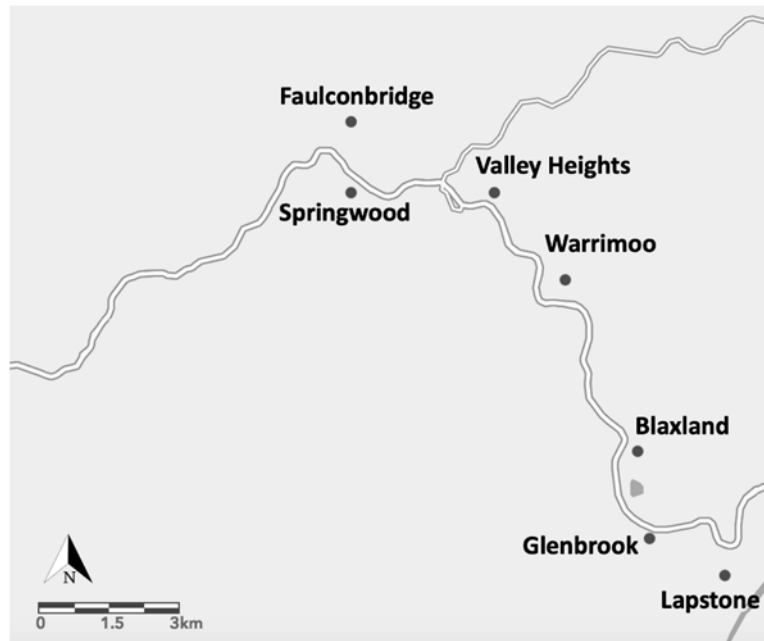 Faulconbridge
Valley Heights
Springwood
Warrimoo
Blaxland
Glenbrook
Lapstone
N
0 1.5 3km